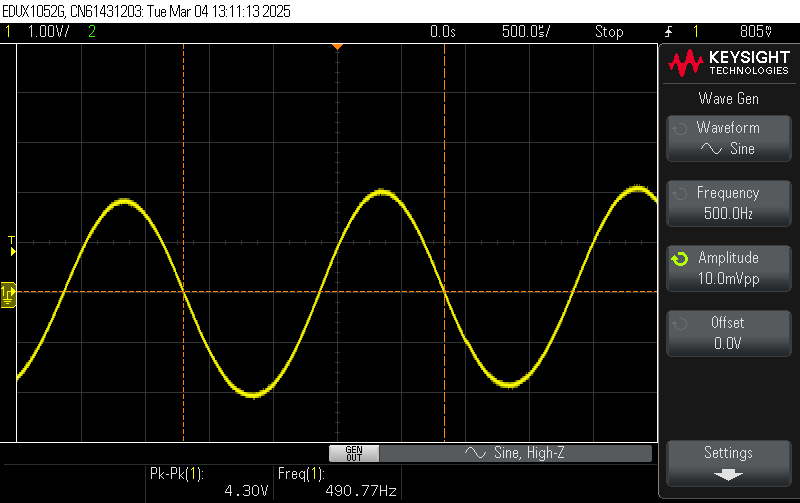 EDUX1052G, CN61431203: Tue Mar 04 13:11:13 2025
1 1.00V/ 2 0.0s 500.0us/ Stop 1 805mV
KEYSIGHT
TECHNOLOGIES
Wave Gen
Waveform
Sine
Frequency
500.0Hz
T
Amplitude
10.0mVpp
1
Offset
0.0V
GEN
OUT
Sine, High-Z
Settings
Pk-Pk(1):
4.30V
Freq(1):
490.77Hz